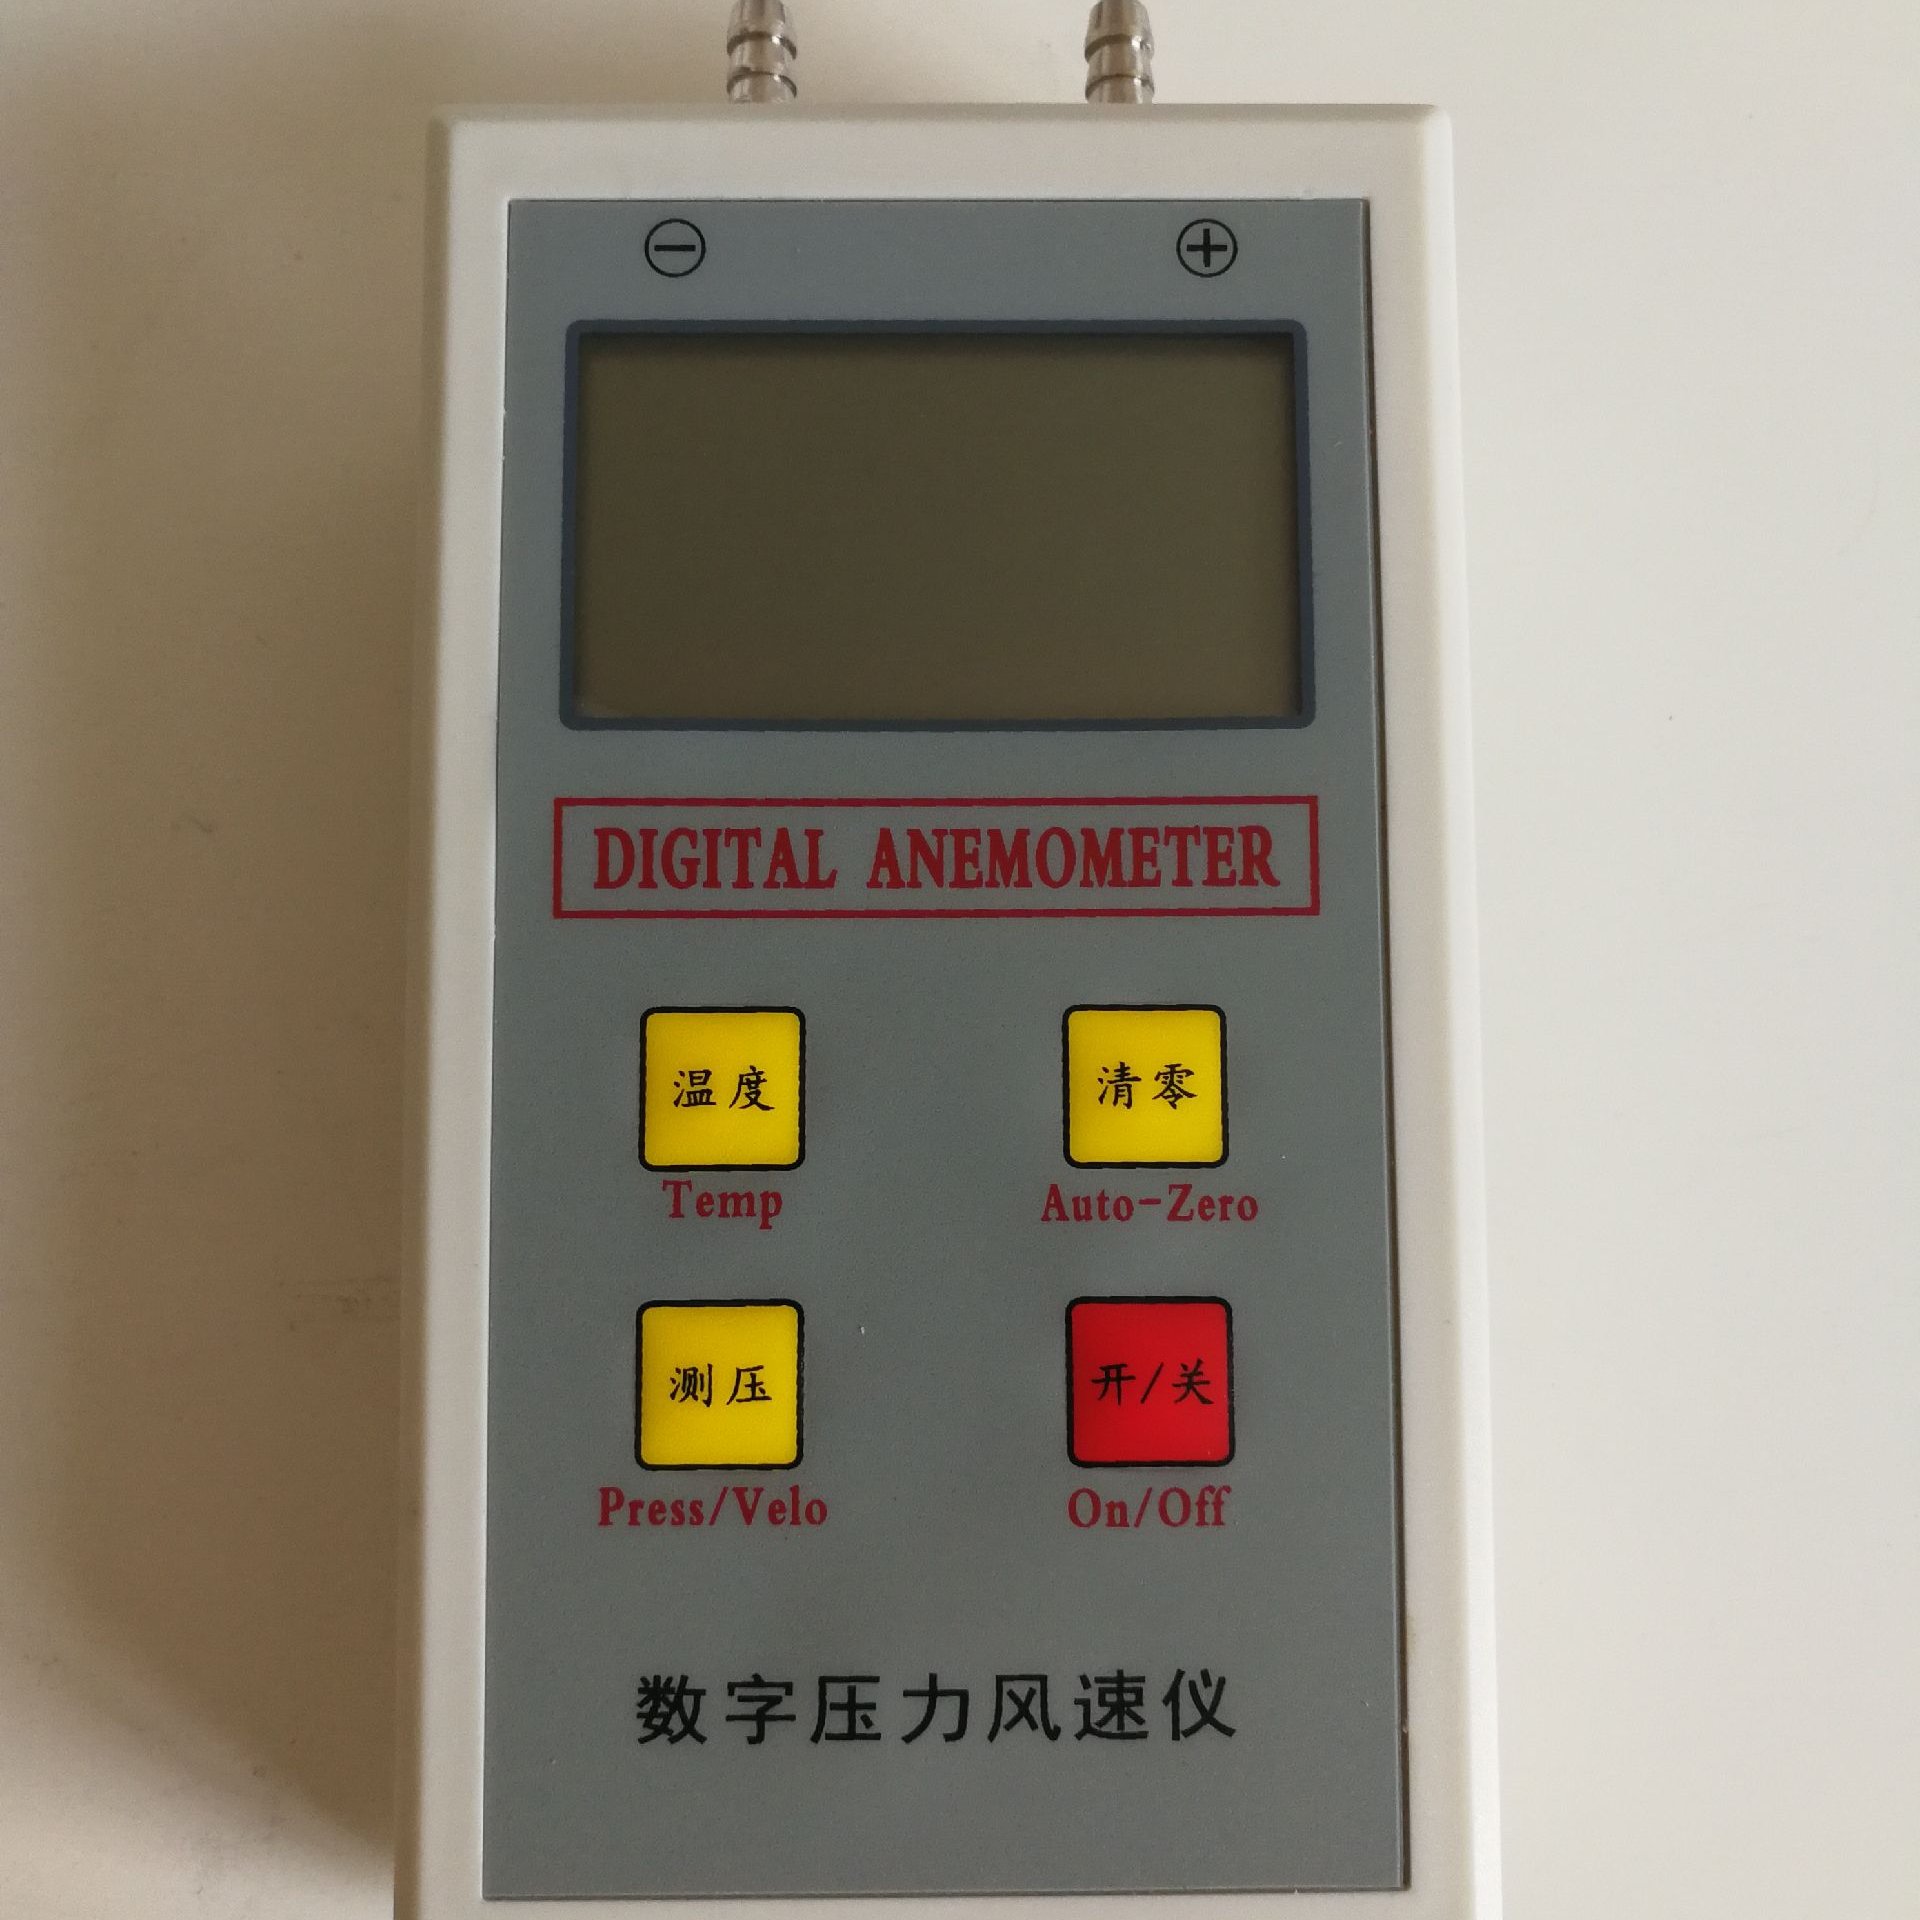 ⊖ ⊕
DIGITAL ANEMOMETER
温度 清零
Temp Auto-Zero
测压 开/关
Press/Velo On/Off
数字压力风速仪